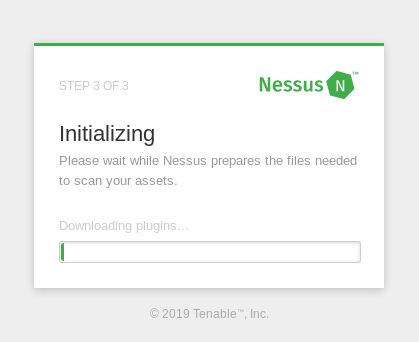 STEP 3 OF 3
Nessus N™
Initializing
Please wait while Nessus prepares the files needed
to scan your assets.
Downloading plugins...
© 2019 Tenable™, Inc.